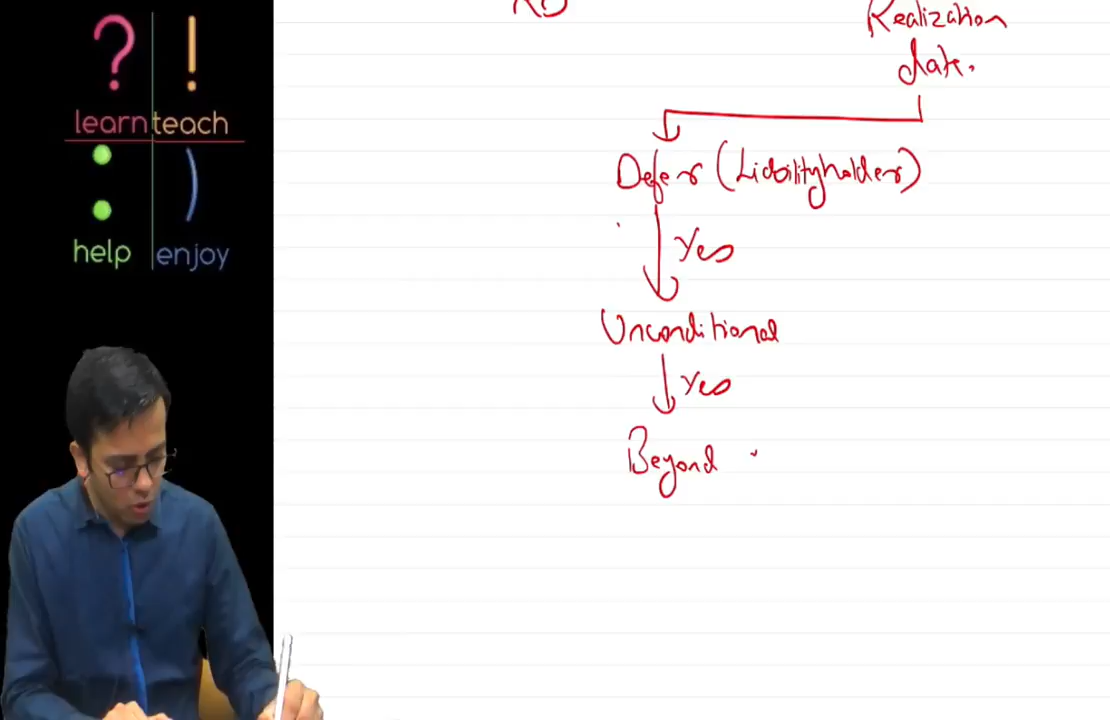 ? !
learn teach
: )
help enjoy
Realization
date.
Defer (Liabilityholder)
Yes
Unconditional
Yes
Beyond